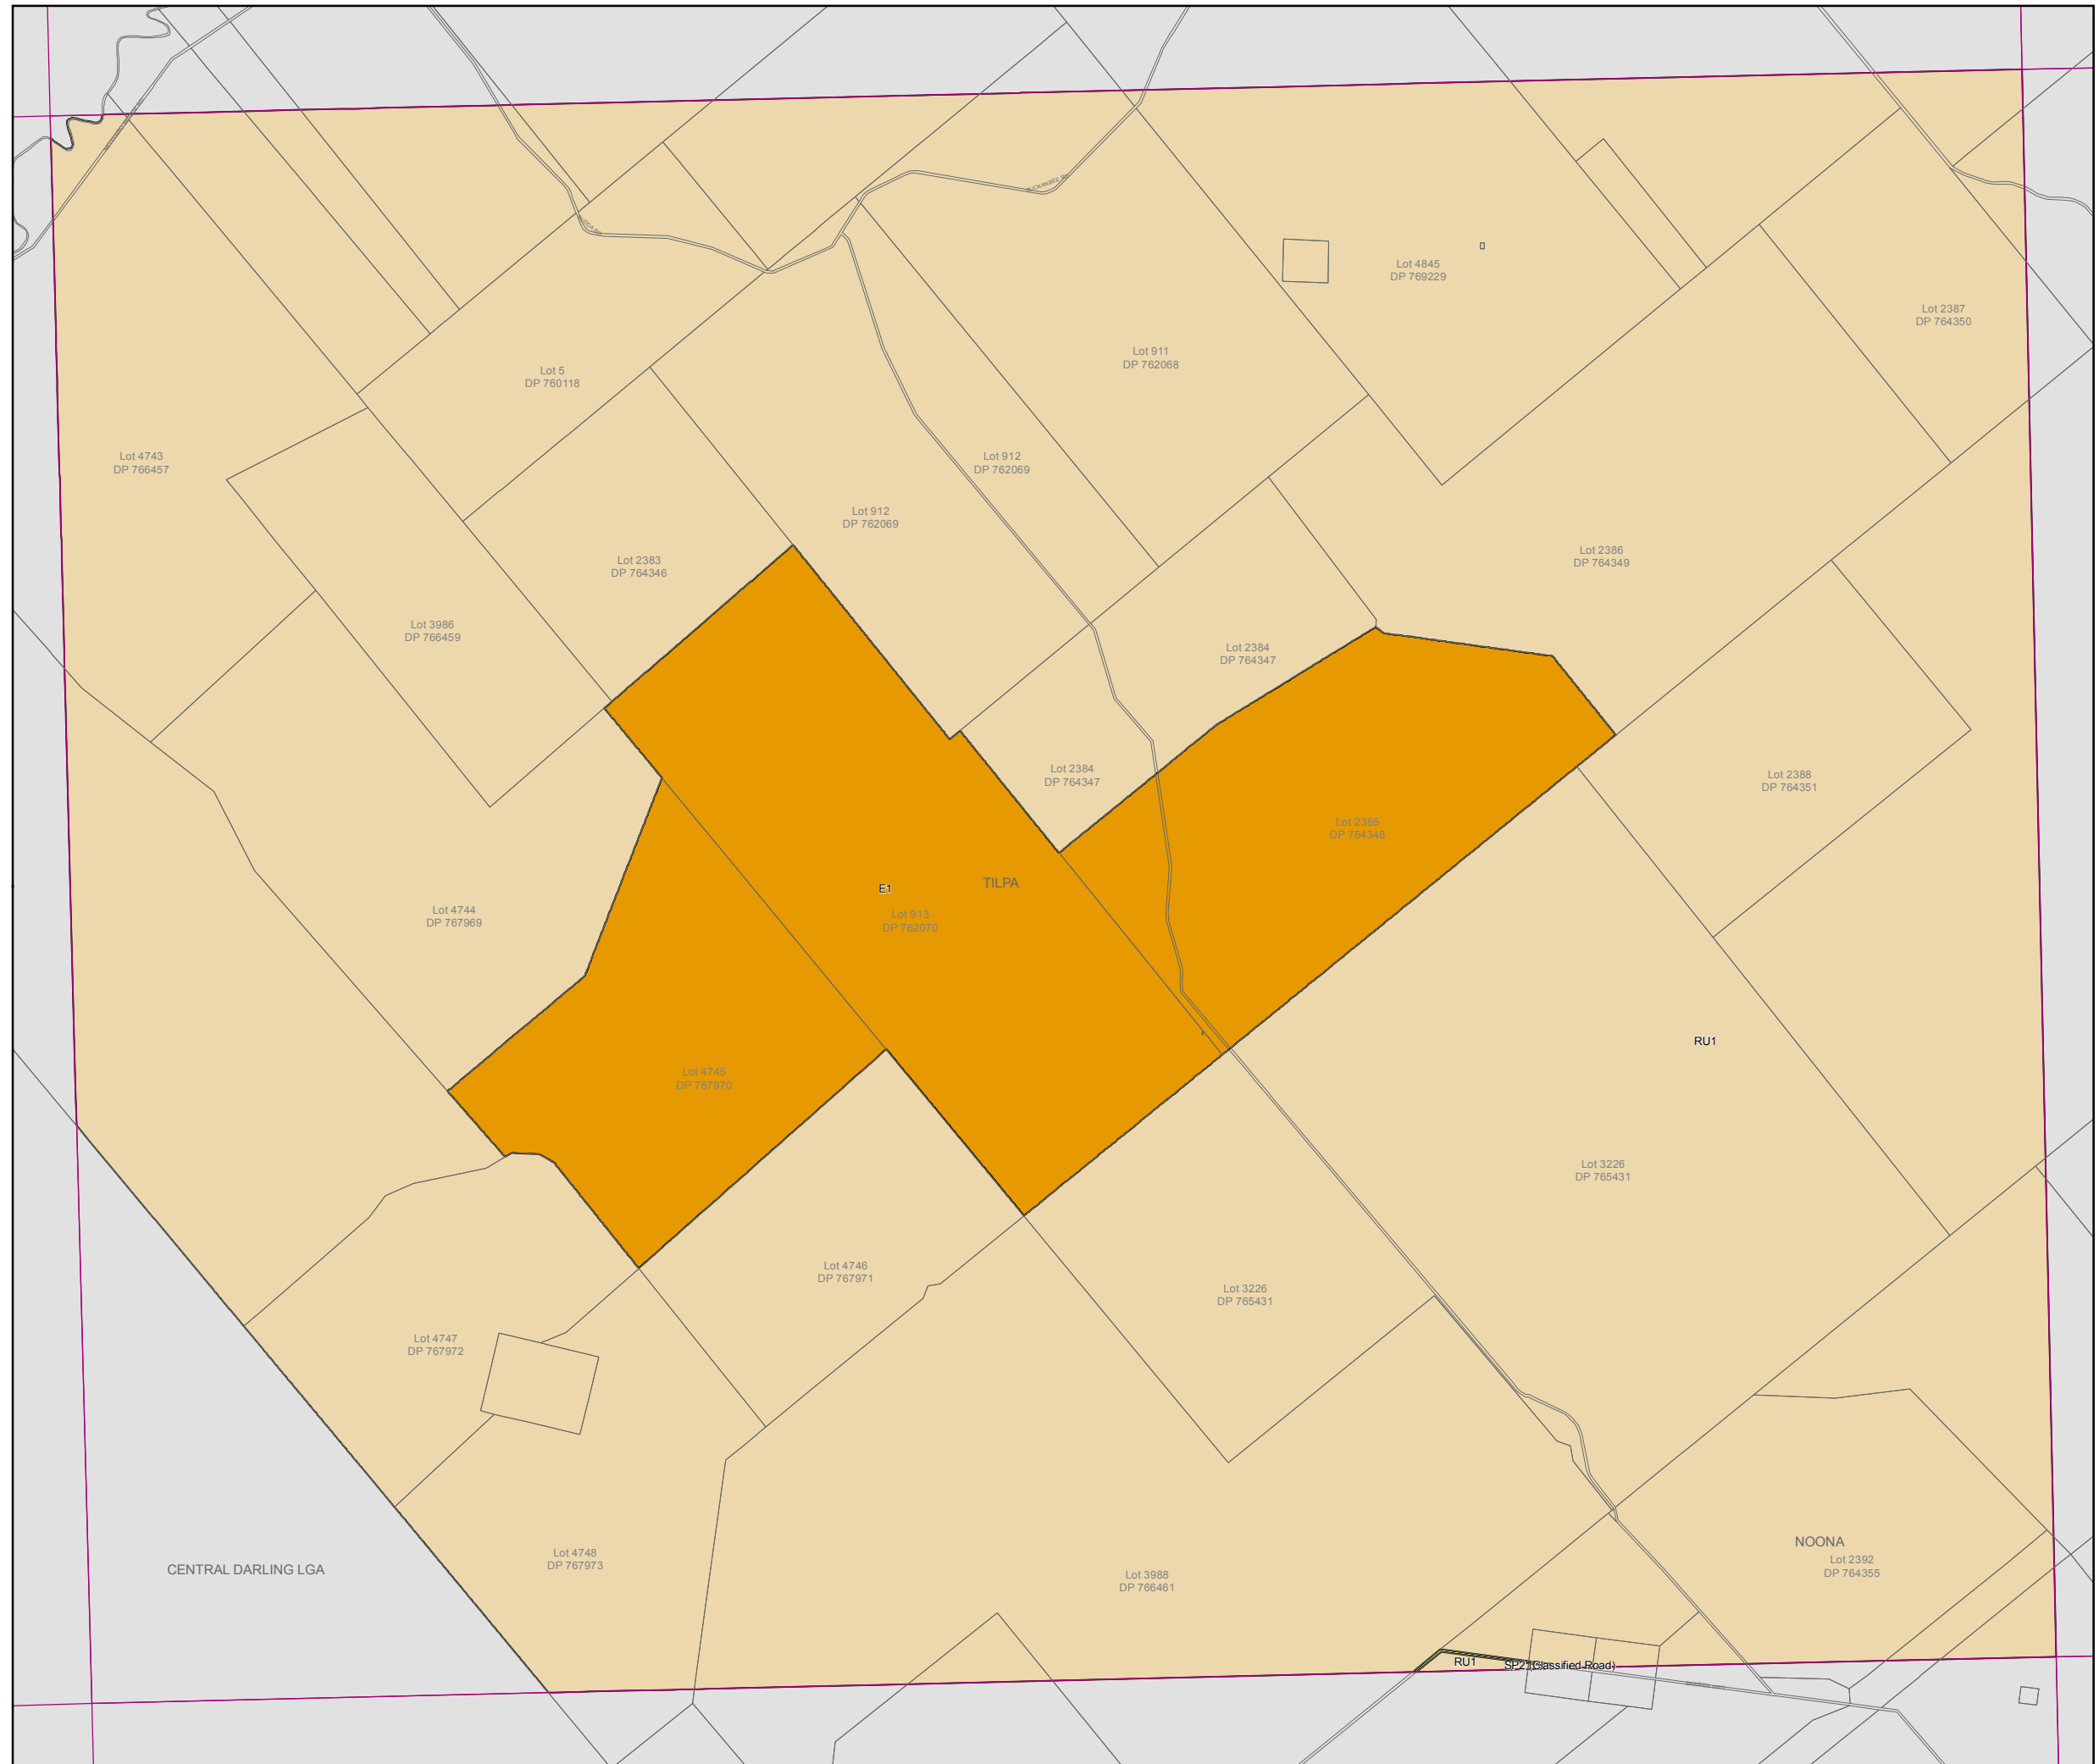 BUCKANBEE RD
Lot 4845
DP 769229
Lot 2387
DP 764350
Lot 911
DP 762068
Lot 5
DP 760118
Lot 4743
DP 766457
Lot 912
DP 762069
Lot 912
DP 762069
Lot 2383
DP 764346
Lot 2386
DP 764349
Lot 3986
DP 766459
Lot 2384
DP 764347
Lot 2384
DP 764347
Lot 2388
DP 764351
Lot 2385
DP 764348
E1
TILPA
Lot 913
DP 762070
Lot 4744
DP 767969
RU1
Lot 4745
DP 767970
Lot 3226
DP 765431
Lot 4746
DP 767971
Lot 3226
DP 765431
Lot 4747
DP 767972
NOONA
Lot 2392
DP 764355
Lot 4748
DP 767973
CENTRAL DARLING LGA
Lot 3988
DP 766461
RU1
SP2 (Classified Road)
BARRIER HWY